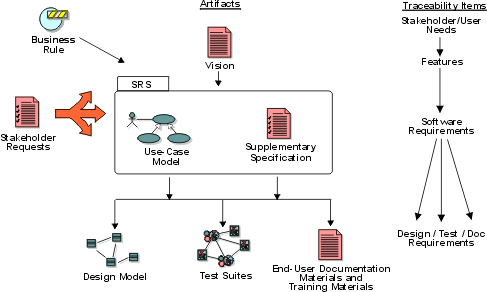 Artifacts
Traceability Items
Business
Rule
Vision
Stakeholder/User
Needs
Features
SRS
Stakeholder
Requests
Use-Case
Model
Supplementary
Specification
Software
Requirements
Design Model
Test Suites
End-User Documentation
Materials and
Training Materials
Design / Test / Doc
Requirements